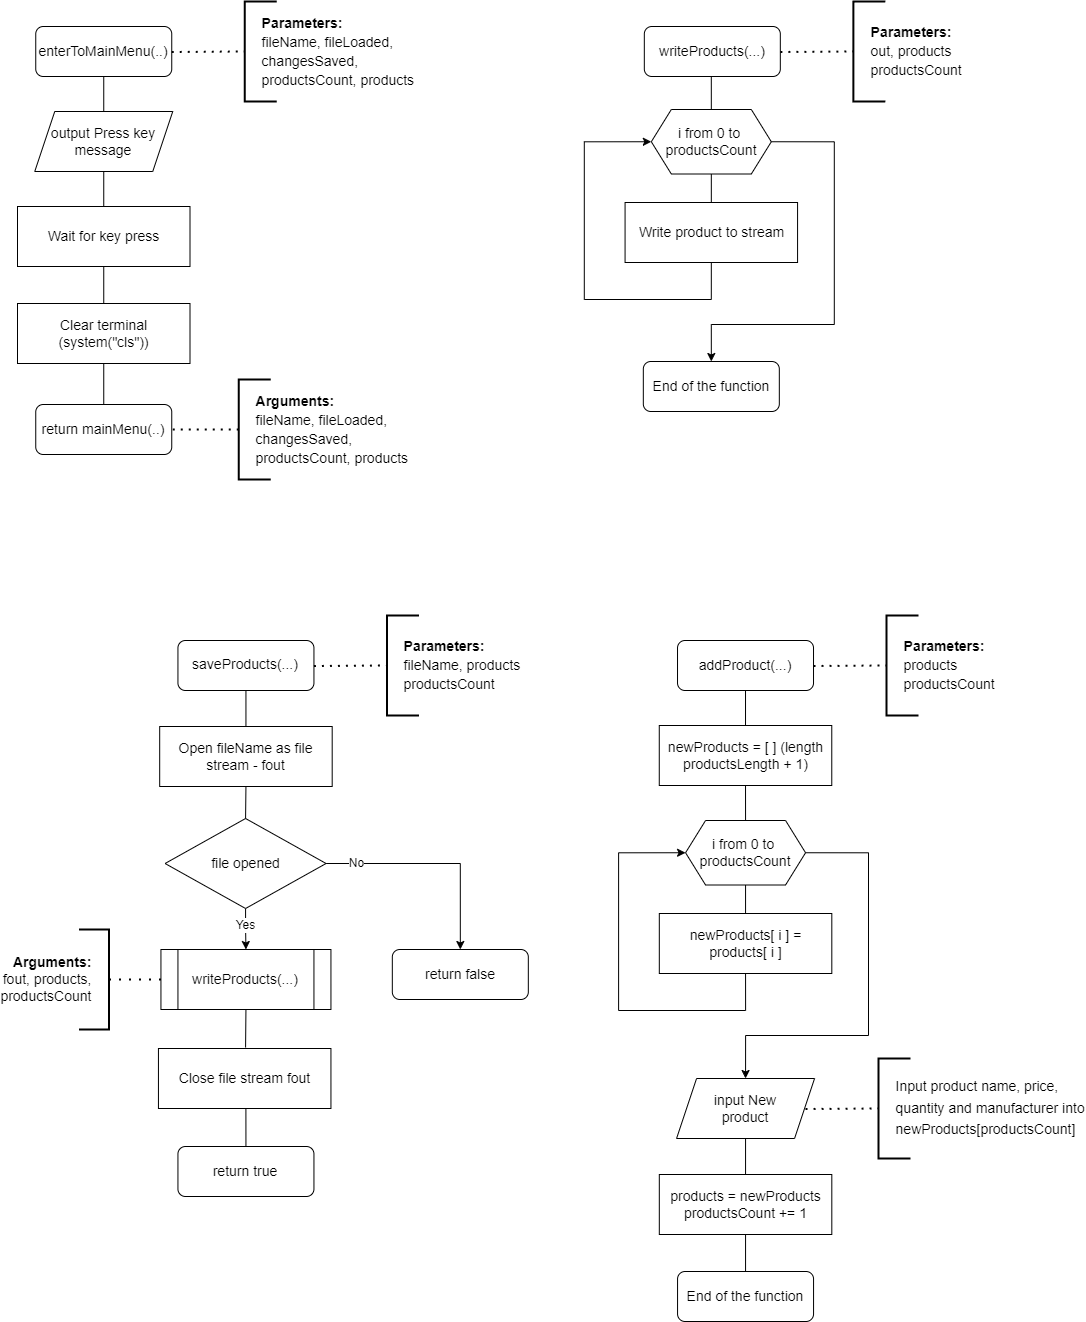 enterToMainMenu(..)
Parameters:
fileName, fileLoaded,
changesSaved,
productsCount, products
output Press key
message
Wait for key press
Clear terminal
(system("cls"))
return mainMenu(..)
Arguments:
fileName, fileLoaded,
changesSaved,
productsCount, products
writeProducts(...)
Parameters:
out, products
productsCount
i from 0 to
productsCount
Write product to stream
End of the function
saveProducts(...)
Parameters:
fileName, products
productsCount
Open fileName as file
stream - fout
file opened
No
Yes
Arguments:
fout, products,
productsCount
writeProducts(...)
return false
Close file stream fout
return true
addProduct(...)
Parameters:
products
productsCount
newProducts = [ ] (length
productsLength + 1)
i from 0 to
productsCount
newProducts[ i ] =
products[ i ]
input New
product
Input product name, price,
quantity and manufacturer into
newProducts[productsCount]
products = newProducts
productsCount += 1
End of the function